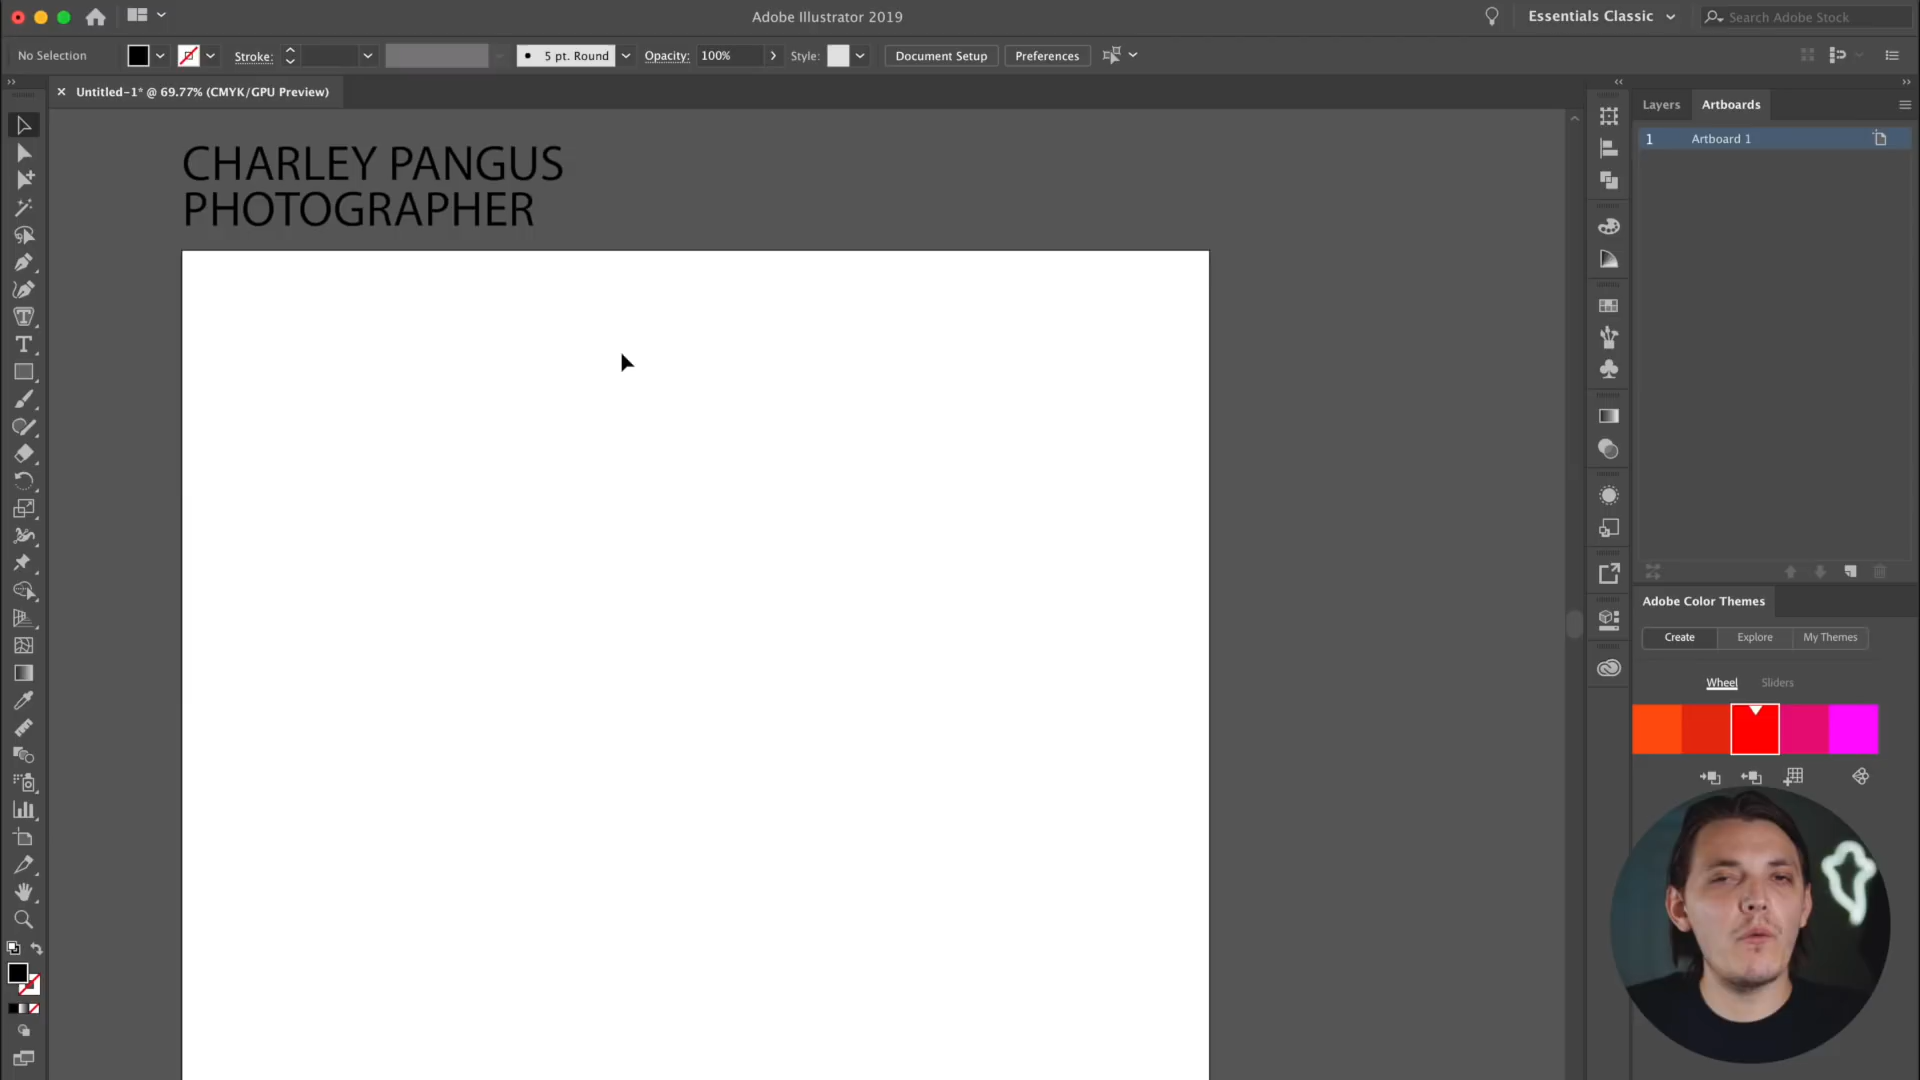 Adobe Illustrator 2019
Essentials Classic
Search Adobe Stock
No Selection
Stroke:
5 pt. Round
Opacity: 100%
Style:
Document Setup
Preferences
Untitled-1* @ 69.77% (CMYK/GPU Preview)
Layers
Artboards
1 Artboard 1
CHARLEY PANGUS
PHOTOGRAPHER
Adobe Color Themes
Create
Explore
My Themes
Wheel
Sliders